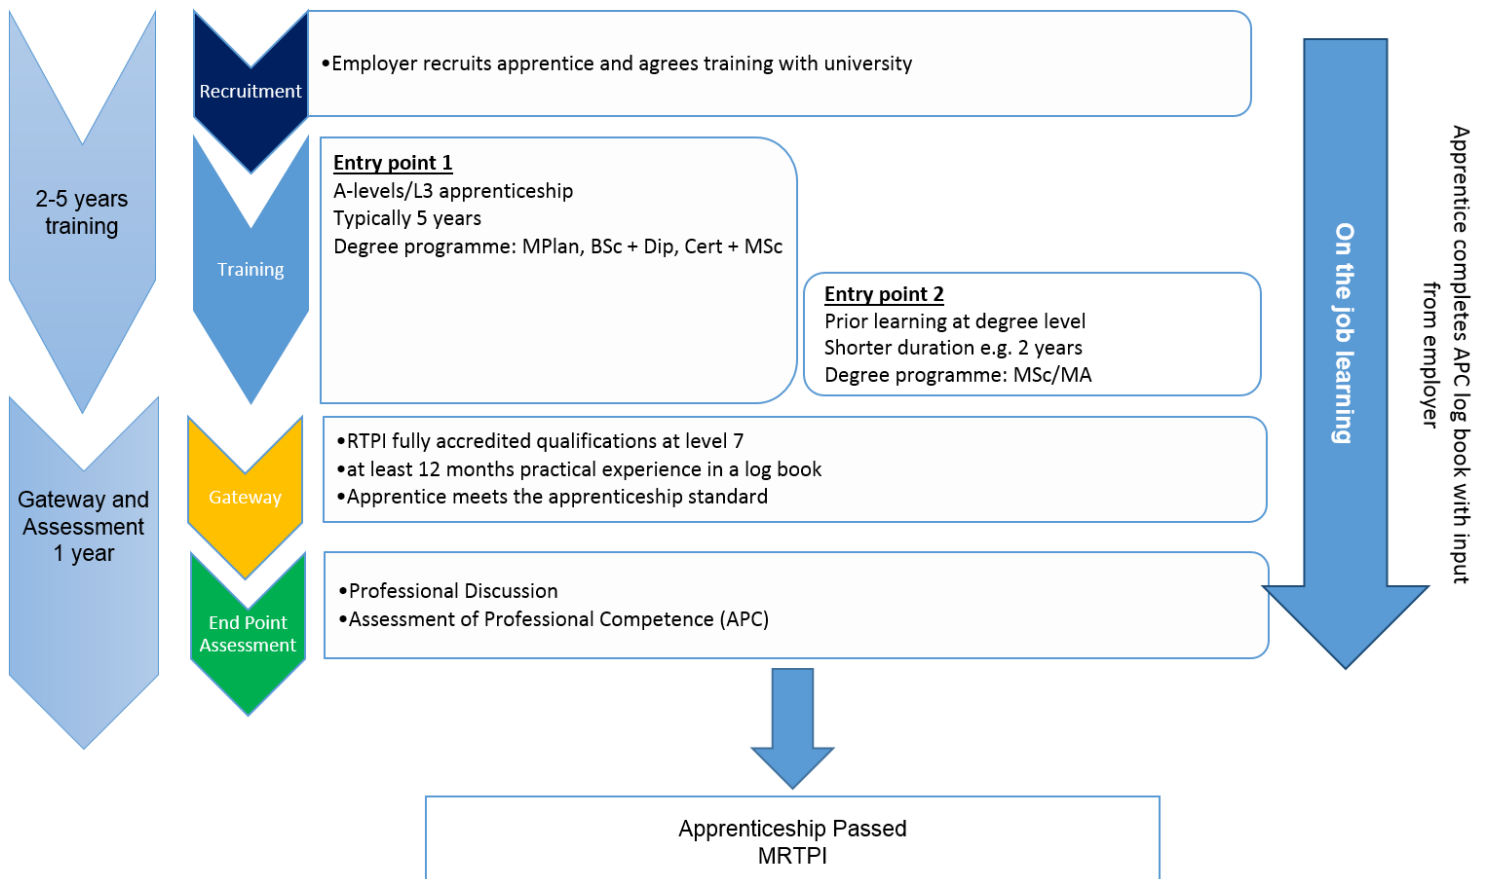 2-5 years
training
Gateway and
Assessment
1 year
Recruitment
•Employer recruits apprentice and agrees training with university
Training
Entry point 1
A-levels/L3 apprenticeship
Typically 5 years
Degree programme: MPlan, BSc + Dip, Cert + MSc
Entry point 2
Prior learning at degree level
Shorter duration e.g. 2 years
Degree programme: MSc/MA
Gateway
•RTPI fully accredited qualifications at level 7
•at least 12 months practical experience in a log book
•Apprentice meets the apprenticeship standard
End Point
Assessment
•Professional Discussion
•Assessment of Professional Competence (APC)
On the job learning
Apprentice completes APC log book with input
from employer
Apprenticeship Passed
MRTPI